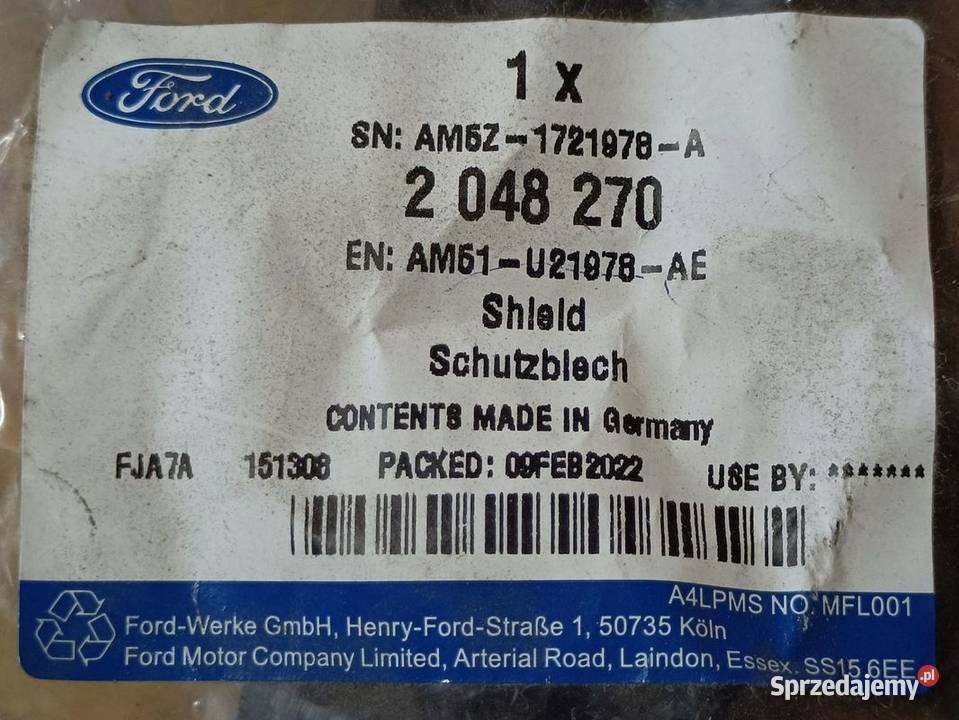 Ford
1 x
SN: AM5Z-1721978-A
2 048 270
EN: AM51-U21978-AE
Shield
Schutzblech
CONTENTS MADE IN Germany
FJA7A 151308 PACKED: 09FEB2022 USE BY: *******
A4LPMS NO. MFL001
Ford-Werke GmbH, Henry-Ford-Straße 1, 50735 Köln
Ford Motor Company Limited, Arterial Road, Laindon, Essex. SS15 6EE
Sprzedajemy.pl